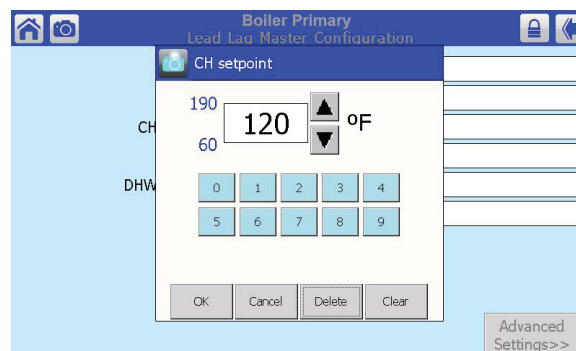 Boiler Primary
Lead Lag Master Configuration
CH setpoint
190
120
°F
60
CH
DHW
0 1 2 3 4
5 6 7 8 9
OK Cancel Delete Clear
Advanced
Settings>>